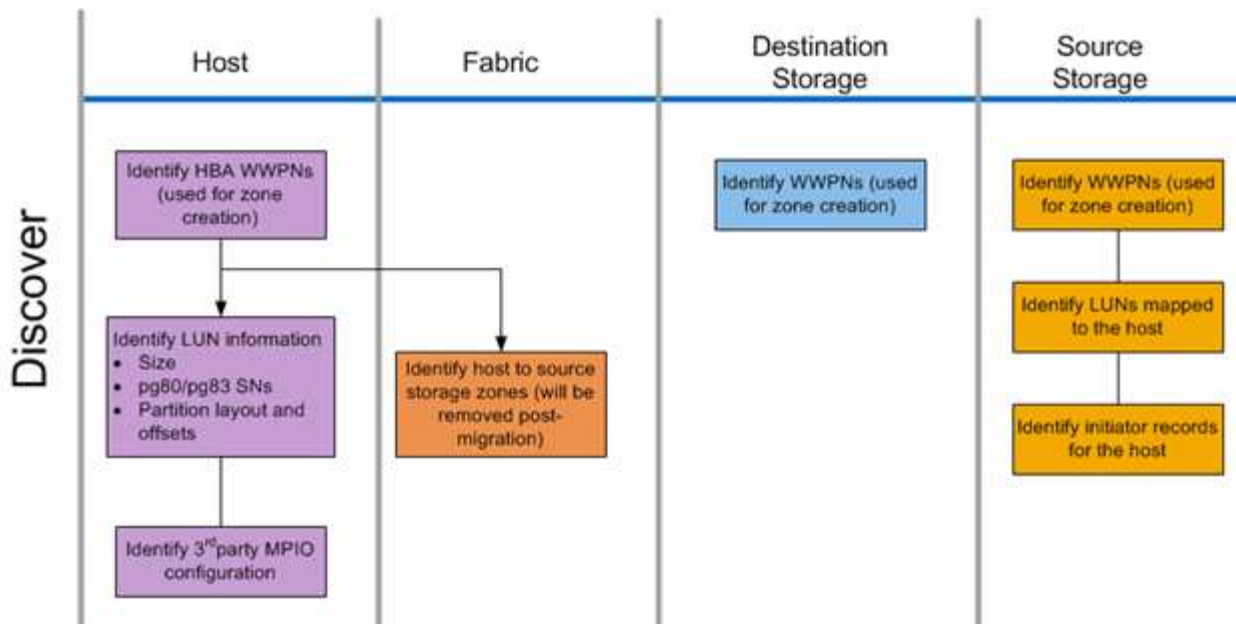 Host
Fabric
Destination
Storage
Source
Storage
Discover
Identify HBA WWPNs
(used for zone
creation)
Identify LUN information
• Size
• pg80/pg83 SNs
• Partition layout and
offsets
Identify 3rdparty MPIO
configuration
Identify host to source
storage zones (will be
removed post-
migration)
Identify WWPNs (used
for zone creation)
Identify WWPNs (used
for zone creation)
Identify LUNs mapped
to the host
Identify initiator records
for the host